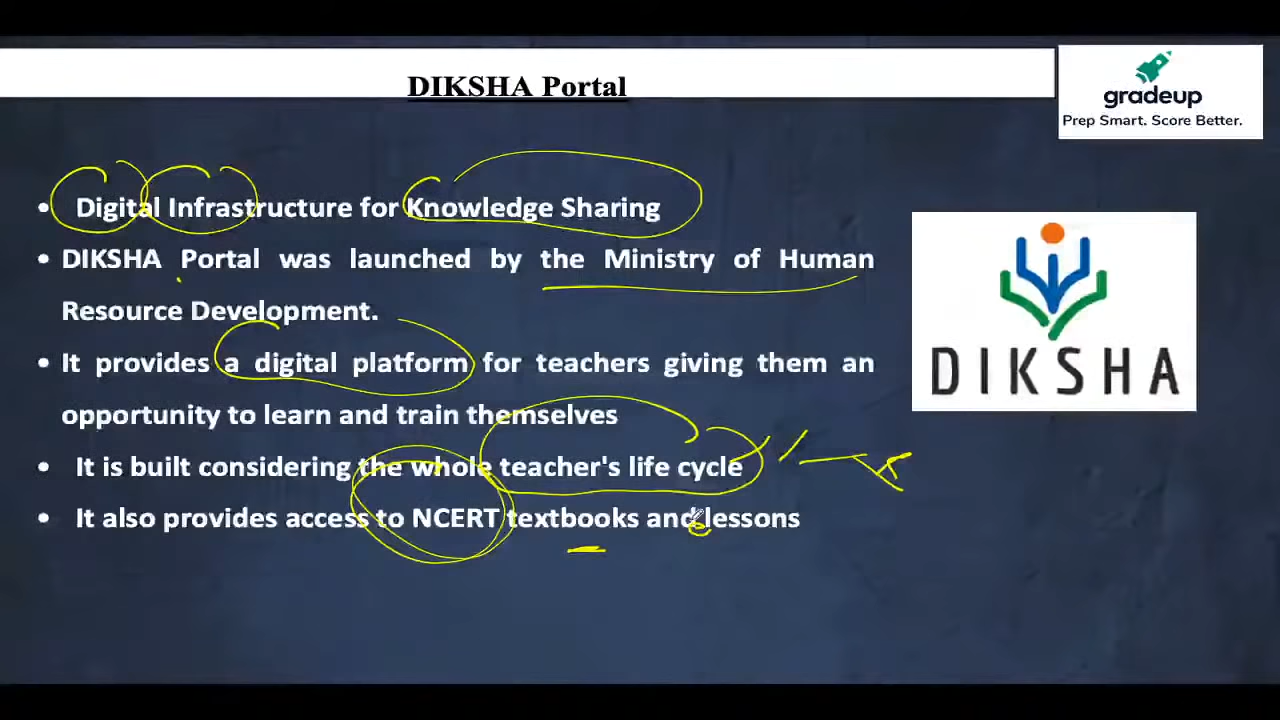 DIKSHA Portal
gradeup
Prep Smart. Score Better.
• Digital Infrastructure for Knowledge Sharing
• DIKSHA Portal was launched by the Ministry of Human
Resource Development.
• It provides a digital platform for teachers giving them an
opportunity to learn and train themselves
• It is built considering the whole teacher's life cycle
• It also provides access to NCERT textbooks and lessons
DIKSHA